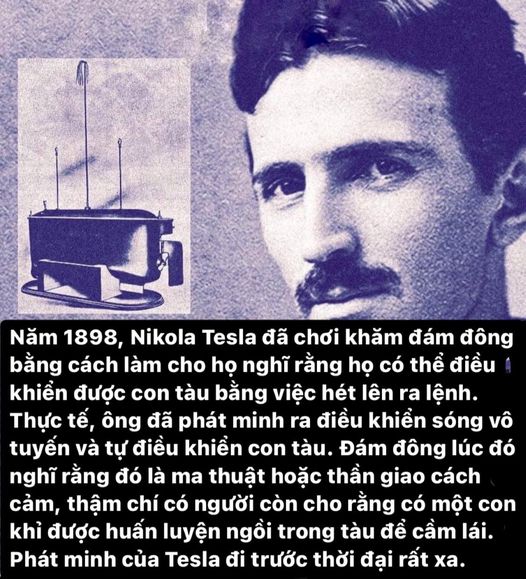 Năm 1898, Nikola Tesla đã chơi khăm đám đông
bằng cách làm cho họ nghĩ rằng họ có thể điều
khiển được con tàu bằng việc hét lên ra lệnh.
Thực tế, ông đã phát minh ra điều khiển sóng vô
tuyến và tự điều khiển con tàu. Đám đông lúc đó
nghĩ rằng đó là ma thuật hoặc thần giao cách
cảm, thậm chí có người còn cho rằng có một con
khỉ được huấn luyện ngồi trong tàu để cầm lái.
Phát minh của Tesla đi trước thời đại rất xa.